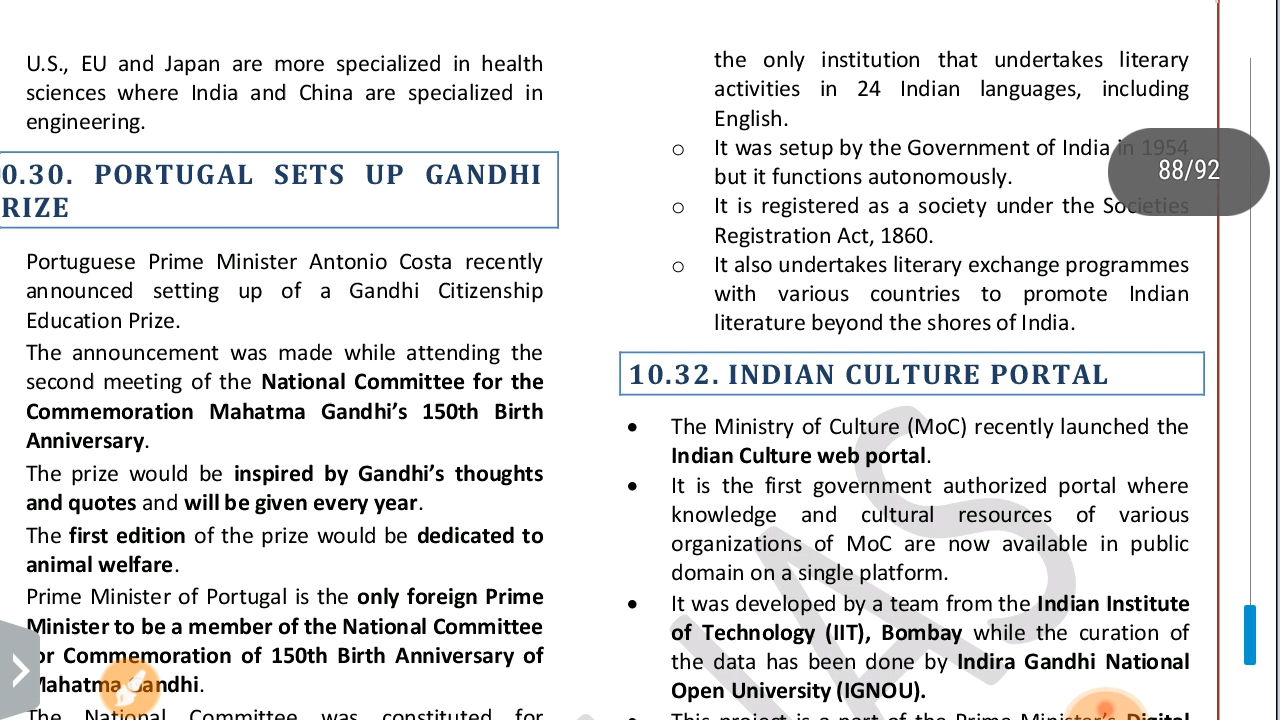 U.S., EU and Japan are more specialized in health
sciences where India and China are specialized in
engineering.
0.30. PORTUGAL SETS UP GANDHI
RIZE
Portuguese Prime Minister Antonio Costa recently
announced setting up of a Gandhi Citizenship
Education Prize.
The announcement was made while attending the
second meeting of the National Committee for the
Commemoration Mahatma Gandhi's 150th Birth
Anniversary.
The prize would be inspired by Gandhi's thoughts
and quotes and will be given every year.
The first edition of the prize would be dedicated to
animal welfare.
Prime Minister of Portugal is the only foreign Prime
Minister to be a member of the National Committee
for Commemoration of 150th Birth Anniversary of
Mahatma Gandhi.
The National Committee was constituted for
the only institution that undertakes literary
activities in 24 Indian languages, including
English.
o It was setup by the Government of India in 1954
but it functions autonomously.
o It is registered as a society under the Societies
Registration Act, 1860.
o It also undertakes literary exchange programmes
with various countries to promote Indian
literature beyond the shores of India.
10.32. INDIAN CULTURE PORTAL
• The Ministry of Culture (MoC) recently launched the
Indian Culture web portal.
• It is the first government authorized portal where
knowledge and cultural resources of various
organizations of MoC are now available in public
domain on a single platform.
• It was developed by a team from the Indian Institute
of Technology (IIT), Bombay while the curation of
the data has been done by Indira Gandhi National
Open University (IGNOU).
• This project is a part of the Prime Minister's Digital
88/92
IAS